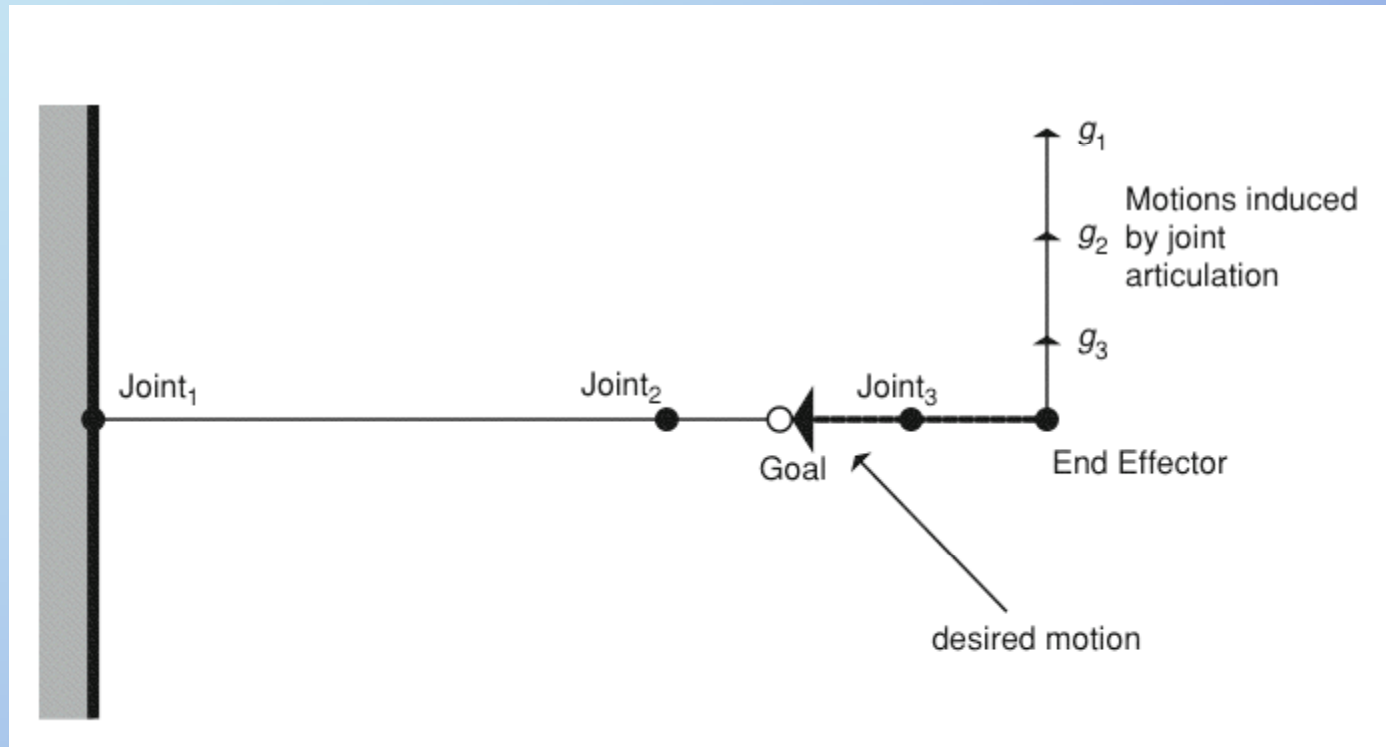 g₁
Motions induced
g₂ by joint
articulation
g₃
Joint₁
Joint₂
Joint₃
Goal
End Effector
desired motion